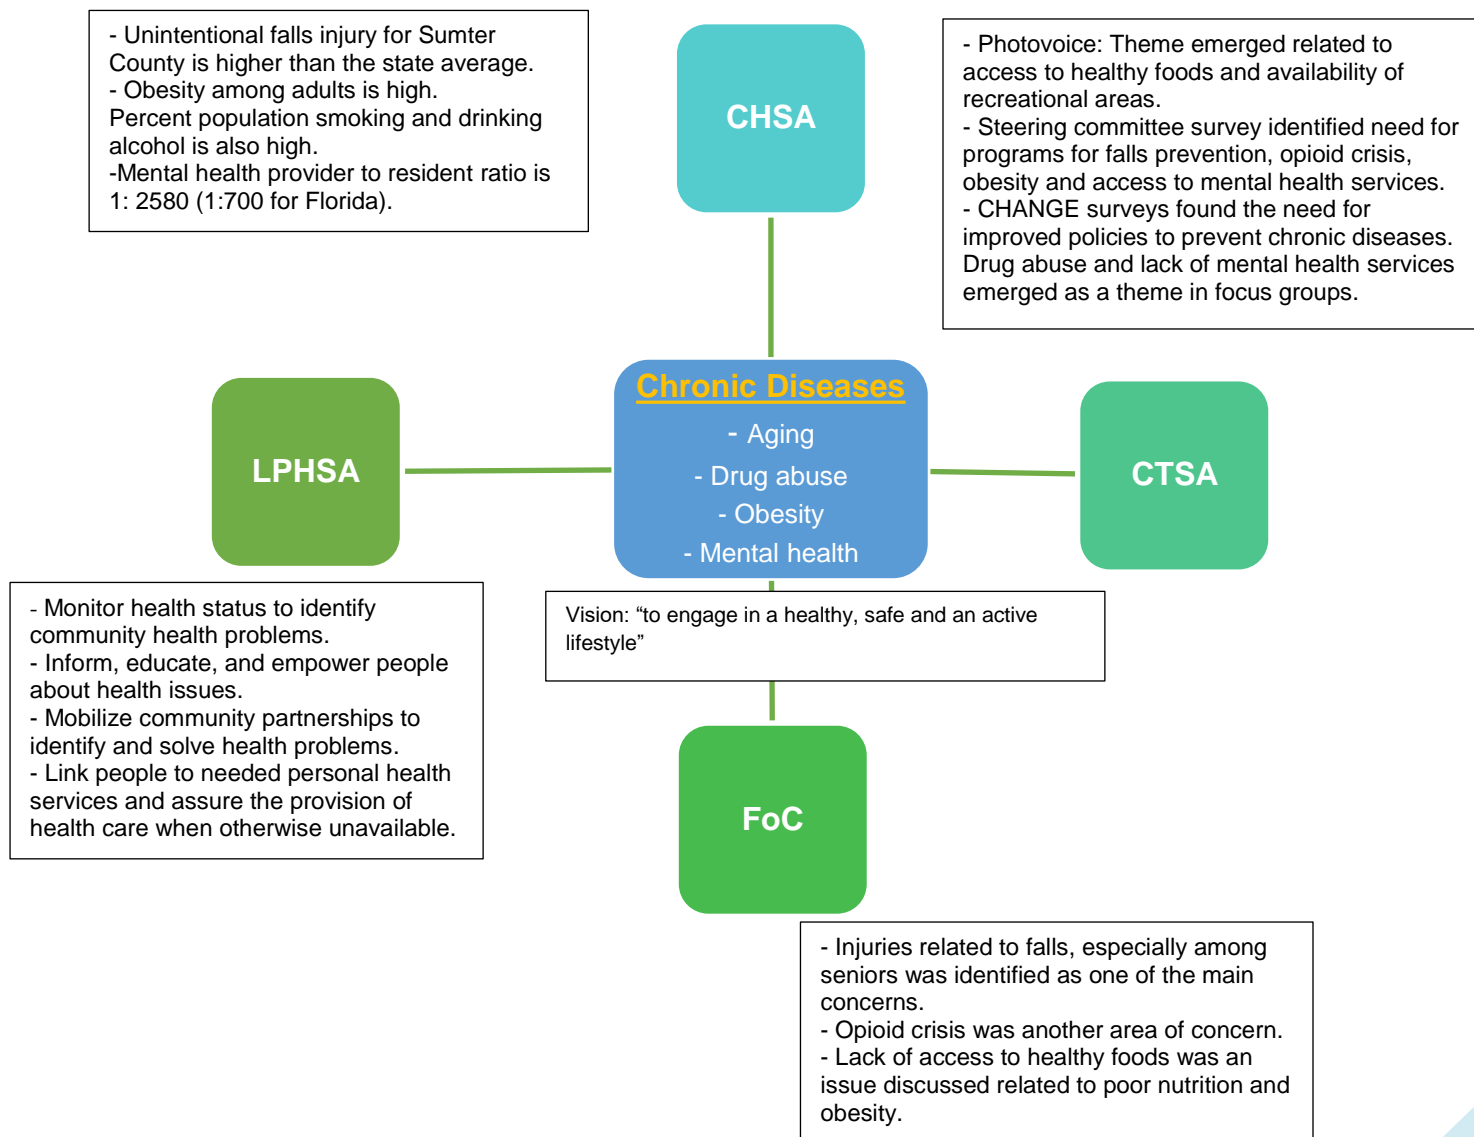 - Unintentional falls injury for Sumter
County is higher than the state average.
- Obesity among adults is high.
Percent population smoking and drinking
alcohol is also high.
-Mental health provider to resident ratio is
1: 2580 (1:700 for Florida).
CHSA
- Photovoice: Theme emerged related to
access to healthy foods and availability of
recreational areas.
- Steering committee survey identified need for
programs for falls prevention, opioid crisis,
obesity and access to mental health services.
- CHANGE surveys found the need for
improved policies to prevent chronic diseases.
Drug abuse and lack of mental health services
emerged as a theme in focus groups.
LPHSA
Chronic Diseases
- Aging
- Drug abuse
- Obesity
- Mental health
CTSA
- Monitor health status to identify
community health problems.
- Inform, educate, and empower people
about health issues.
- Mobilize community partnerships to
identify and solve health problems.
- Link people to needed personal health
services and assure the provision of
health care when otherwise unavailable.
Vision: “to engage in a healthy, safe and an active
lifestyle”
FoC
- Injuries related to falls, especially among
seniors was identified as one of the main
concerns.
- Opioid crisis was another area of concern.
- Lack of access to healthy foods was an
issue discussed related to poor nutrition and
obesity.